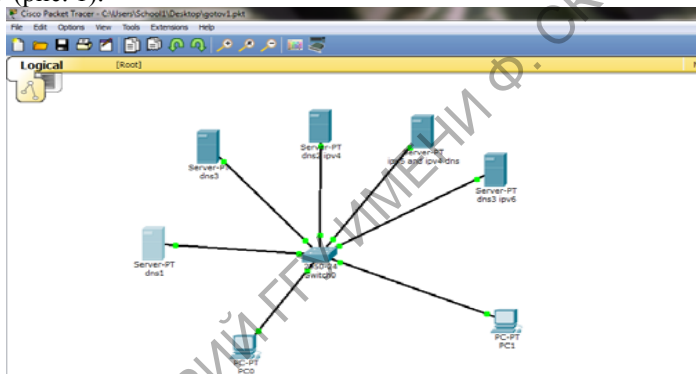 (рис. 1).
Cisco Packet Tracer - C:\Users\School1\Desktop\gotov1.pkt
File Edit Options View Tools Extensions Help
Logical [Root]
Server-PT
dns2 ipv4
Server-PT
and ipv4 dns
Server-PT
dns3
Server-PT
dns3 ipv6
Server-PT
dns1
Switch0
PC-PT
PC1
PC-PT
PC0
ГГУ ИМЕНИ Ф.